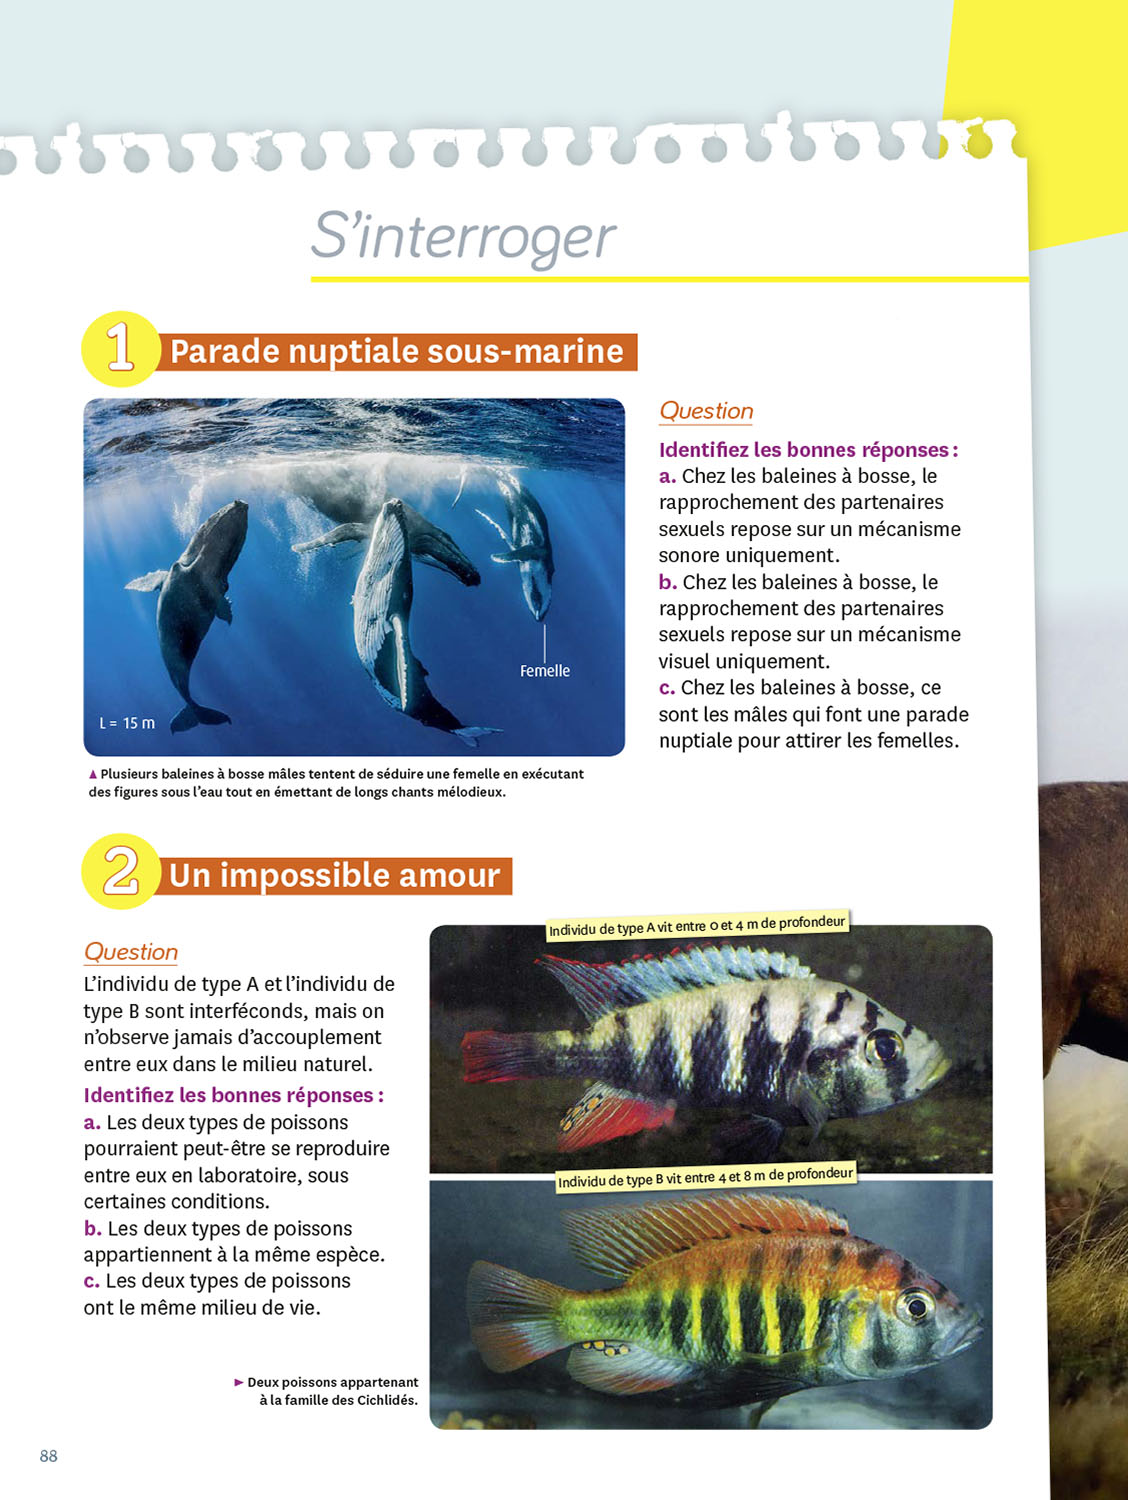 S'interroger
1 Parade nuptiale sous-marine
Femelle
L = 15 m
▲ Plusieurs baleines à bosse mâles tentent de séduire une femelle en exécutant
des figures sous l'eau tout en émettant de longs chants mélodieux.
Question
Identifiez les bonnes réponses :
a. Chez les baleines à bosse, le
rapprochement des partenaires
sexuels repose sur un mécanisme
sonore uniquement.
b. Chez les baleines à bosse, le
rapprochement des partenaires
sexuels repose sur un mécanisme
visuel uniquement.
c. Chez les baleines à bosse, ce
sont les mâles qui font une parade
nuptiale pour attirer les femelles.
2 Un impossible amour
Question
L'individu de type A et l'individu de
type B sont interféconds, mais on
n'observe jamais d'accouplement
entre eux dans le milieu naturel.
Identifiez les bonnes réponses :
a. Les deux types de poissons
pourraient peut-être se reproduire
entre eux en laboratoire, sous
certaines conditions.
b. Les deux types de poissons
appartiennent à la même espèce.
c. Les deux types de poissons
ont le même milieu de vie.
Individu de type A vit entre 0 et 4 m de profondeur
Individu de type B vit entre 4 et 8 m de profondeur
► Deux poissons appartenant
à la famille des Cichlidés.
88